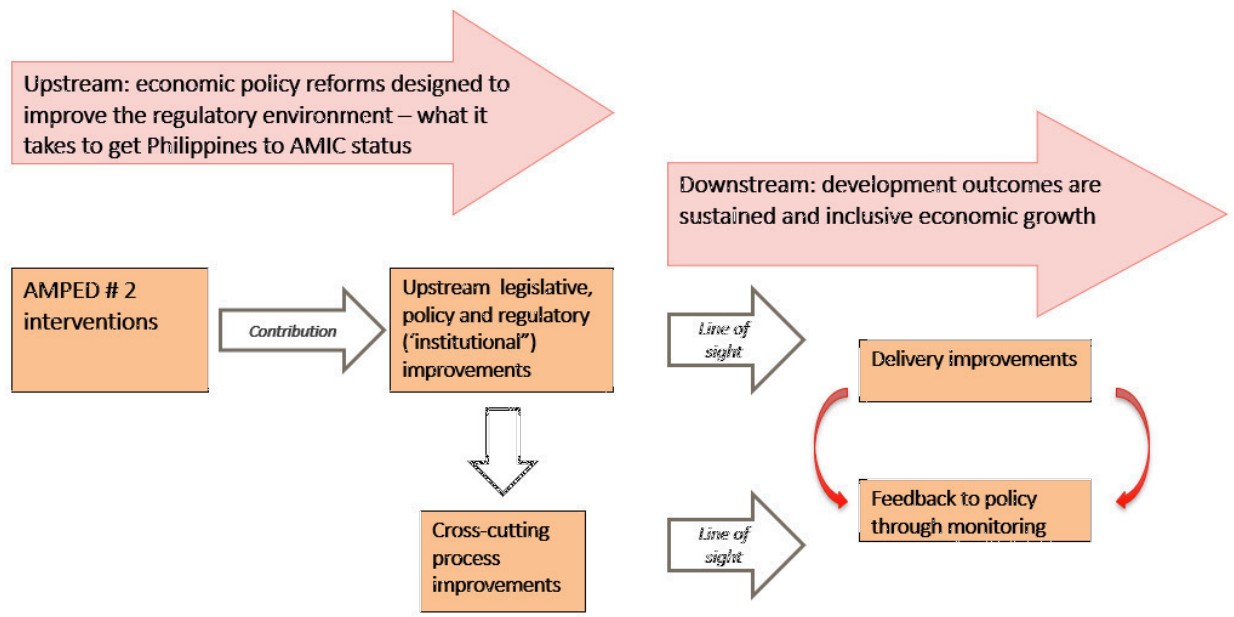 Upstream: economic policy reforms designed to
improve the regulatory environment – what it
takes to get Philippines to AMIC status
Downstream: development outcomes are
sustained and inclusive economic growth
AMPED # 2
interventions
Contribution
Upstream legislative,
policy and regulatory
(‘institutional”)
improvements
Line of
sight
Delivery improvements
Cross-cutting
process
improvements
Line of
sight
Feedback to policy
through monitoring